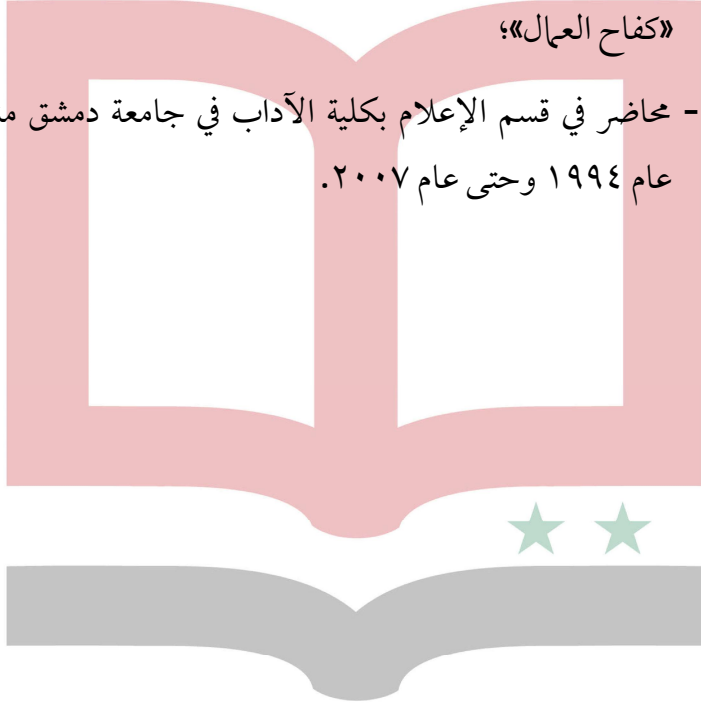 «كفاح العمال»؛
- محاضر في قسم الإعلام بكلية الآداب في جامعة دمشق
عام ١٩٩٤ وحتى عام ٢٠٠٧.